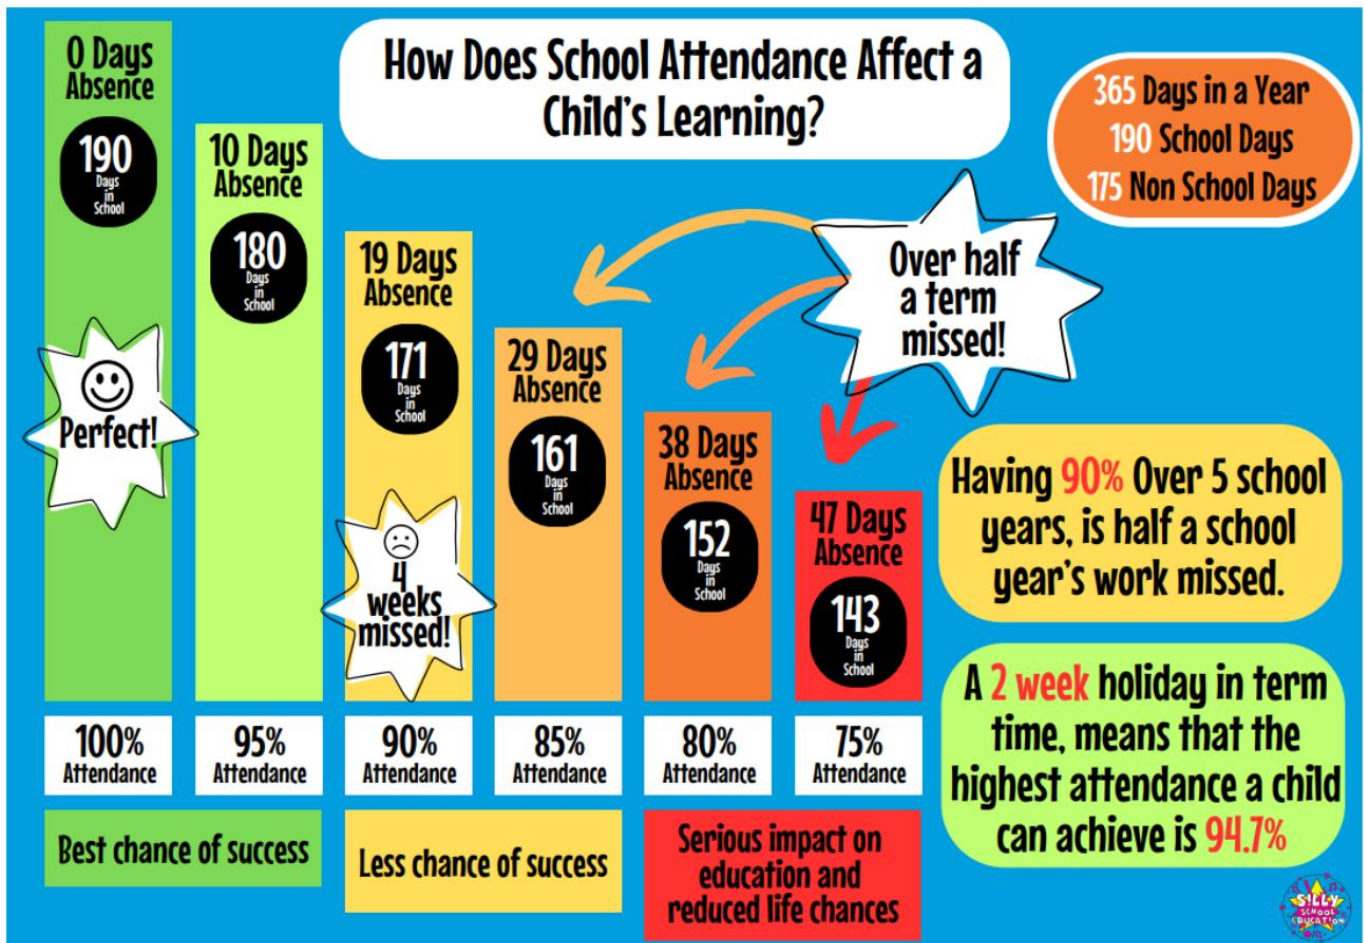 How Does School Attendance Affect a
Child's Learning?
365 Days in a Year
190 School Days
175 Non School Days
0 Days
Absence
190
Days
in
School
Perfect!
10 Days
Absence
180
Days
in
School
19 Days
Absence
171
Days
in
School
4
weeks
missed!
29 Days
Absence
161
Days
in
School
38 Days
Absence
152
Days
in
School
47 Days
Absence
143
Days
in
School
Over half
a term
missed!
Having 90% Over 5 school
years, is half a school
year's work missed.
A 2 week holiday in term
time, means that the
highest attendance a child
can achieve is 94.7%
100%
Attendance
95%
Attendance
90%
Attendance
85%
Attendance
80%
Attendance
75%
Attendance
Best chance of success
Less chance of success
Serious impact on
education and
reduced life chances
SILLY
SCHOOL
EDUCATION